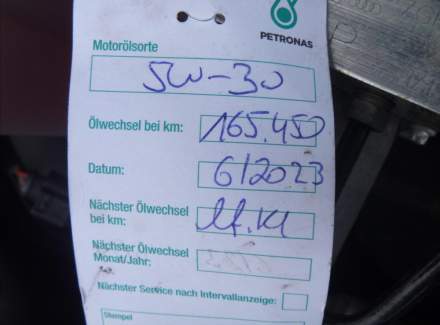 PETRONAS
Motorölsorte
5W-30
Ölwechsel bei km: 165.450
Datum: 6/2023
Nächster Ölwechsel
bei km:
Nächster Ölwechsel
Monat/Jahr:
Nächster Service nach Intervallanzeige:
Stempel